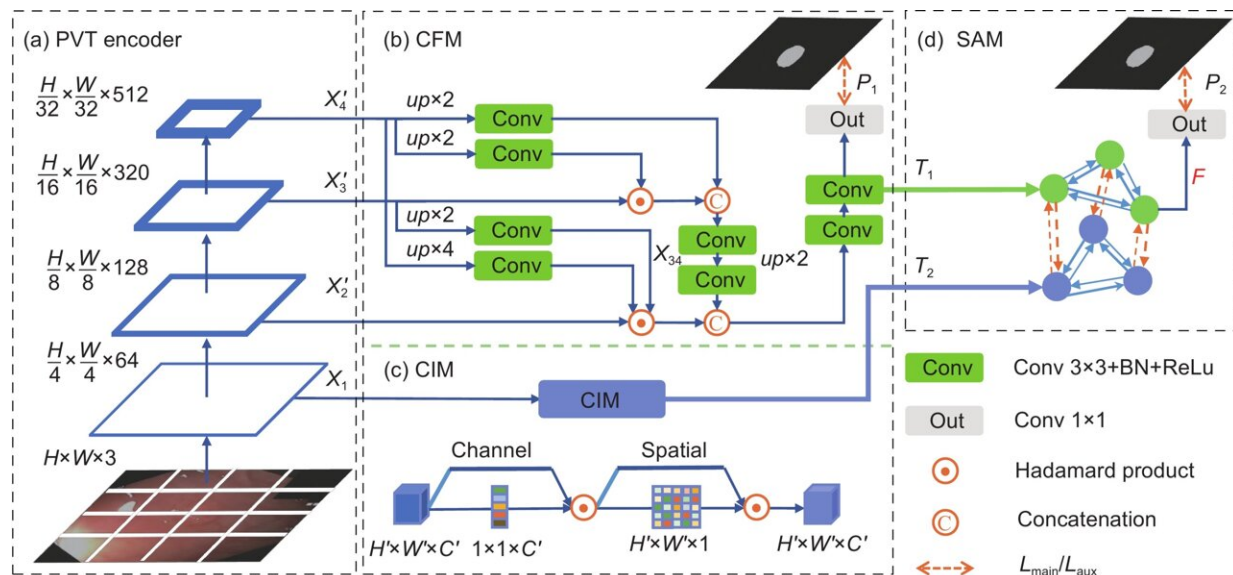 (a) PVT encoder
H/32×W/32×512
H/16×W/16×320
H/8×W/8×128
H/4×W/4×64
H×W×3
X′4
X′3
X′2
X1
(b) CFM
up×2
Conv
up×2
Conv
up×2
Conv
up×4
Conv
C
Conv
X34
Conv
up×2
C
P1
Out
Conv
Conv
(c) CIM
CIM
Channel
Spatial
H′×W′×C′
1×1×C′
H′×W′×1
H′×W′×C′
(d) SAM
P2
Out
T1
F
T2
Conv
Conv 3×3+BN+ReLu
Out
Conv 1×1
Hadamard product
C
Concatenation
Lmain/Laux